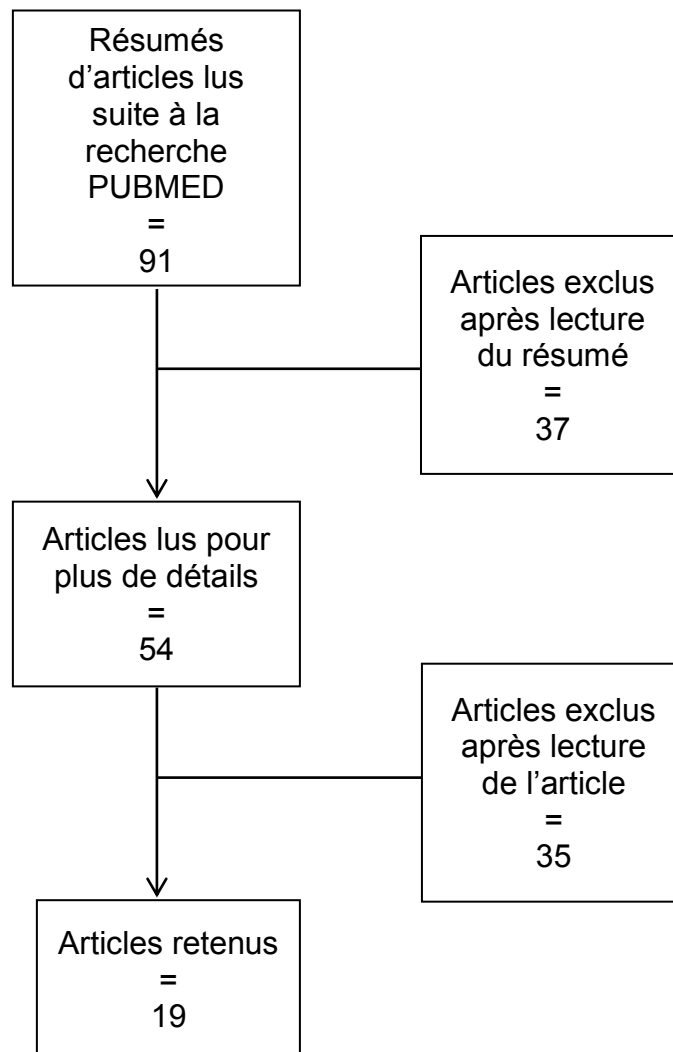 Résumés
d’articles lus
suite à la
recherche
PUBMED
=
91
Articles exclus
après lecture
du résumé
=
37
Articles lus pour
plus de détails
=
54
Articles exclus
après lecture
de l’article
=
35
Articles retenus
=
19